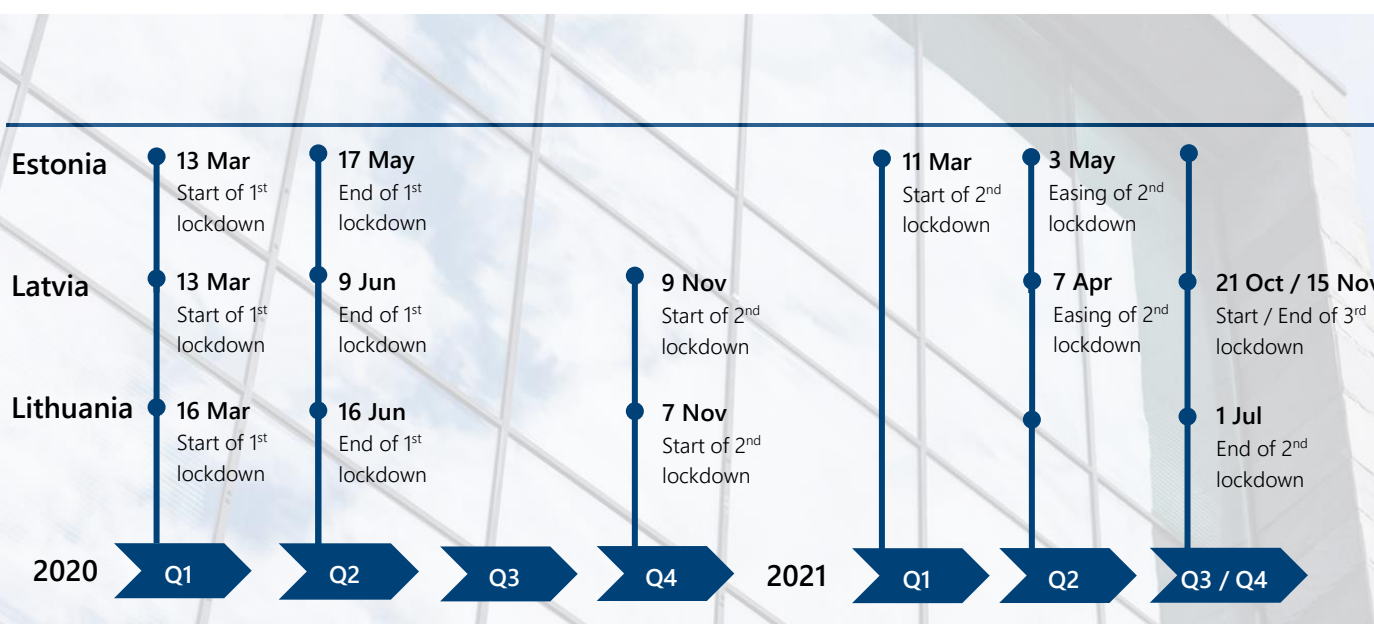 Estonia
13 Mar
Start of 1st
lockdown
17 May
End of 1st
lockdown
11 Mar
Start of 2nd
lockdown
3 May
Easing of 2nd
lockdown
Latvia
13 Mar
Start of 1st
lockdown
9 Jun
End of 1st
lockdown
9 Nov
Start of 2nd
lockdown
7 Apr
Easing of 2nd
lockdown
21 Oct / 15 Nov
Start / End of 3rd
lockdown
Lithuania
16 Mar
Start of 1st
lockdown
16 Jun
End of 1st
lockdown
7 Nov
Start of 2nd
lockdown
1 Jul
End of 2nd
lockdown
2020 Q1 Q2 Q3 Q4 2021 Q1 Q2 Q3 / Q4